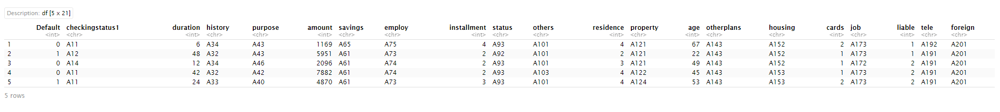 Description: df [5 x 21]
Default checkingstatus1 duration history purpose amount savings employ installment status others residence property age otherplans housing cards job liable tele foreign
<int> <chr> <int> <chr> <chr> <int> <chr> <chr> <int> <chr> <chr> <int> <chr> <int> <chr> <chr> <int> <chr> <int> <chr> <chr>
1 0 A11 6 A34 A43 1169 A65 A75 4 A93 A101 4 A121 67 A143 A152 2 A173 1 A192 A201
2 1 A12 48 A32 A43 5951 A61 A73 2 A92 A101 2 A121 22 A143 A152 1 A173 1 A191 A201
3 0 A14 12 A34 A46 2096 A61 A74 2 A93 A101 3 A121 49 A143 A152 1 A172 2 A191 A201
4 0 A11 42 A32 A42 7882 A61 A74 2 A93 A103 4 A122 45 A143 A153 1 A173 2 A191 A201
5 1 A11 24 A33 A40 4870 A61 A73 3 A93 A101 4 A124 53 A143 A153 2 A173 2 A191 A201
5 rows